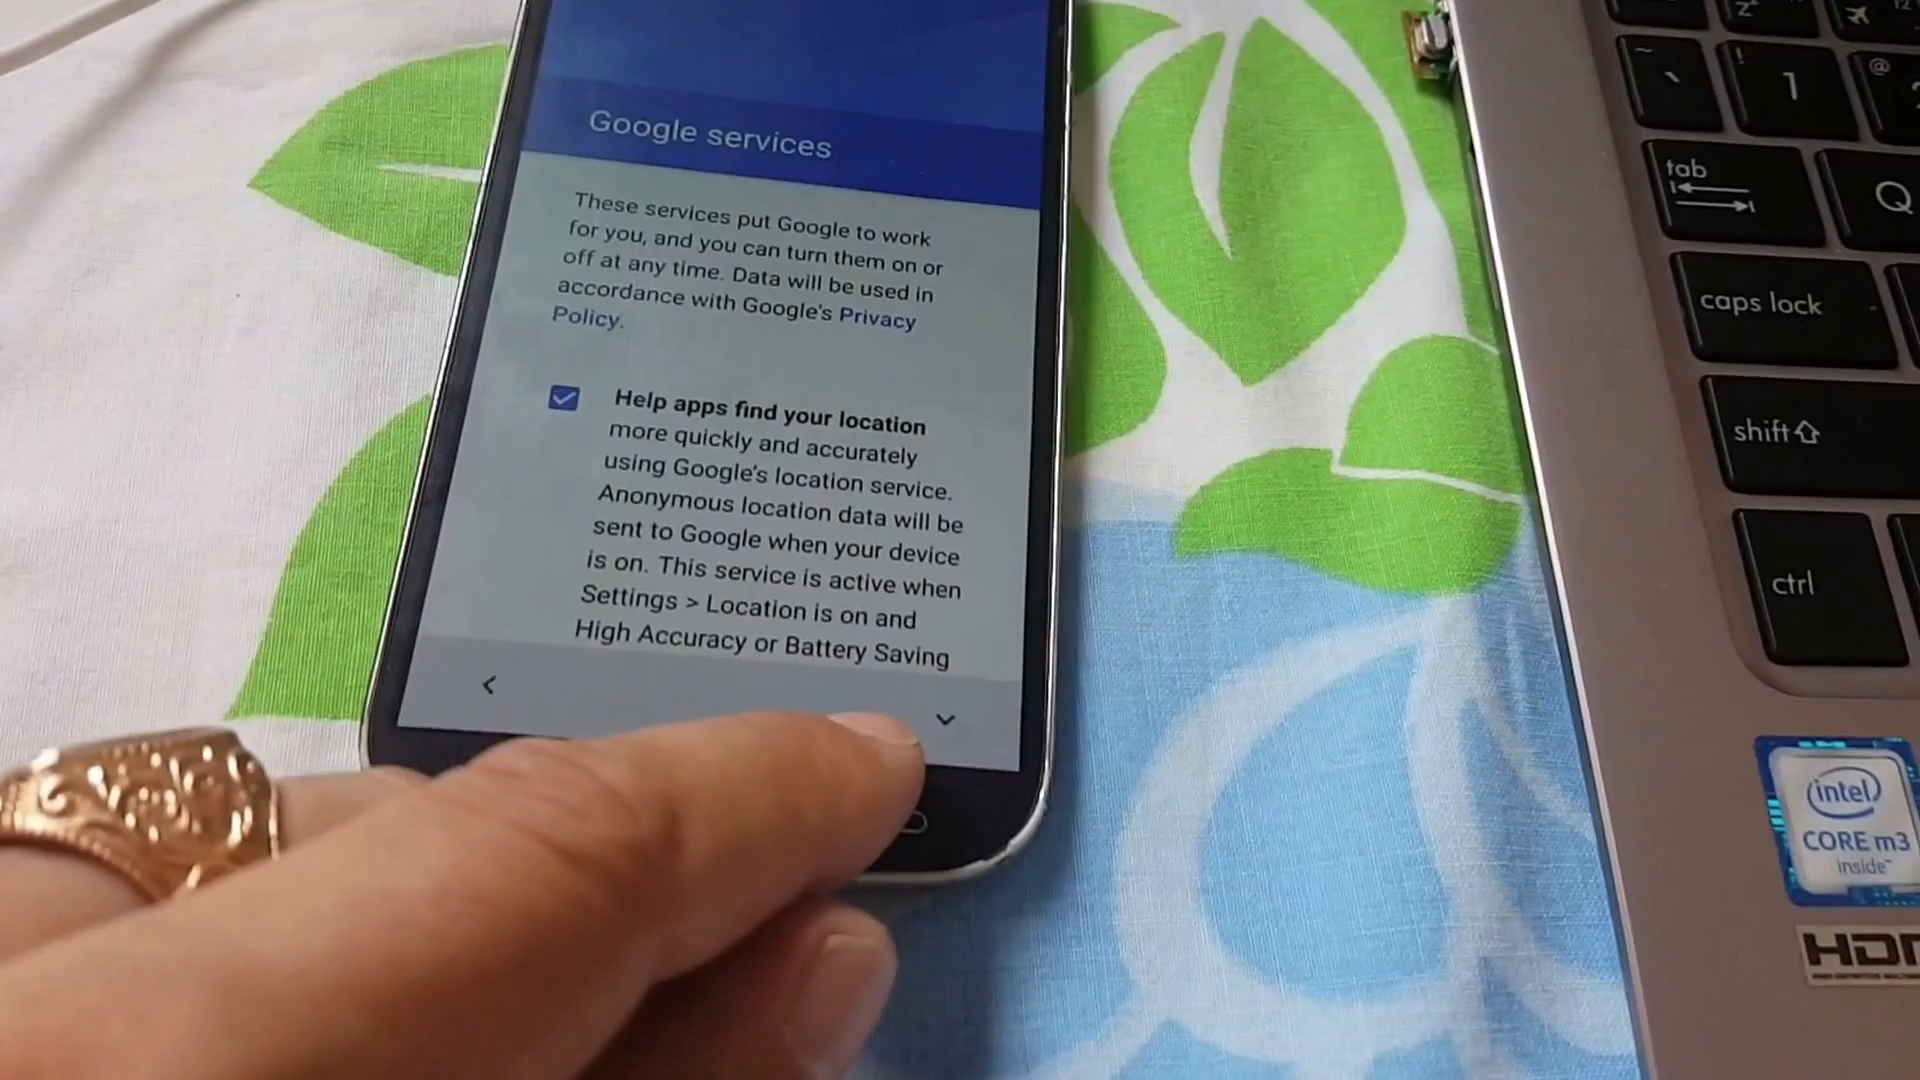 Google services
These services put Google to work
for you, and you can turn them on or
off at any time. Data will be used in
accordance with Google's Privacy
Policy.
Help apps find your location
more quickly and accurately
using Google's location service.
Anonymous location data will be
sent to Google when your device
is on. This service is active when
Settings > Location is on and
High Accuracy or Battery Saving
z
12
~
`
!
1
@
tab
Q
caps lock
shift
ctrl
intel
CORE m3
inside™